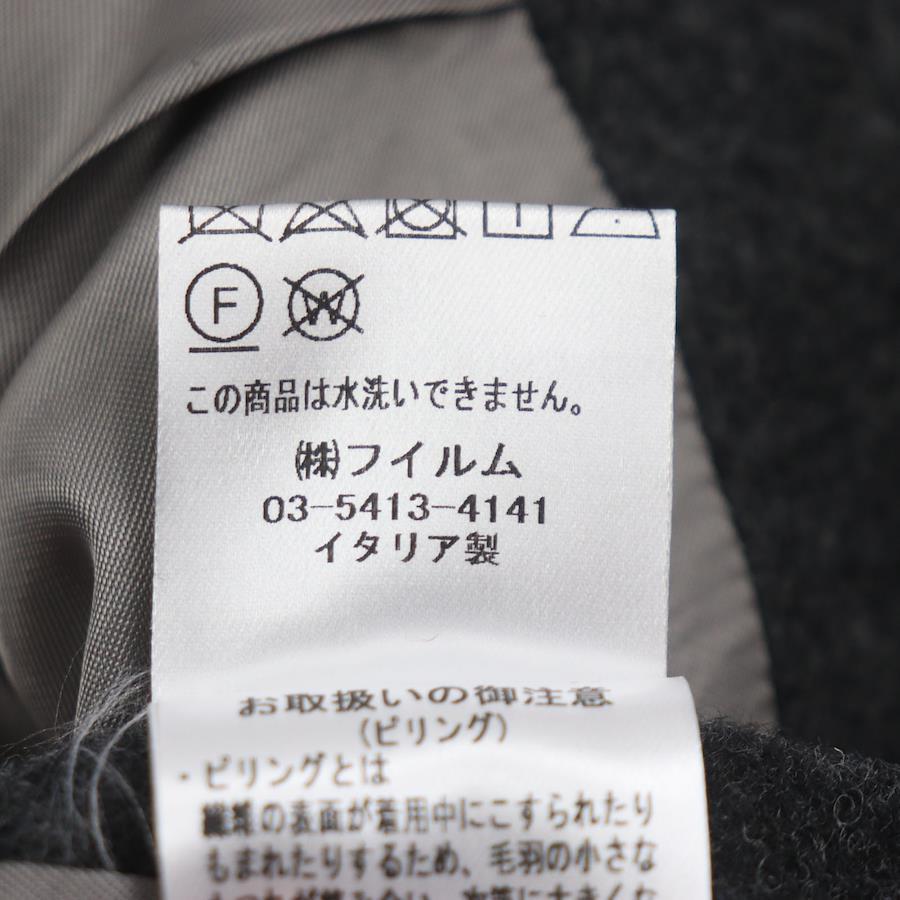 F W
この商品は水洗いできません。
㈱フイルム
03-5413-4141
イタリア製
お取扱いの御注意
(ピリング)
・ピリングとは
繊維の表面が着用中にこすられたり
もまれたりするため、毛羽の小さな